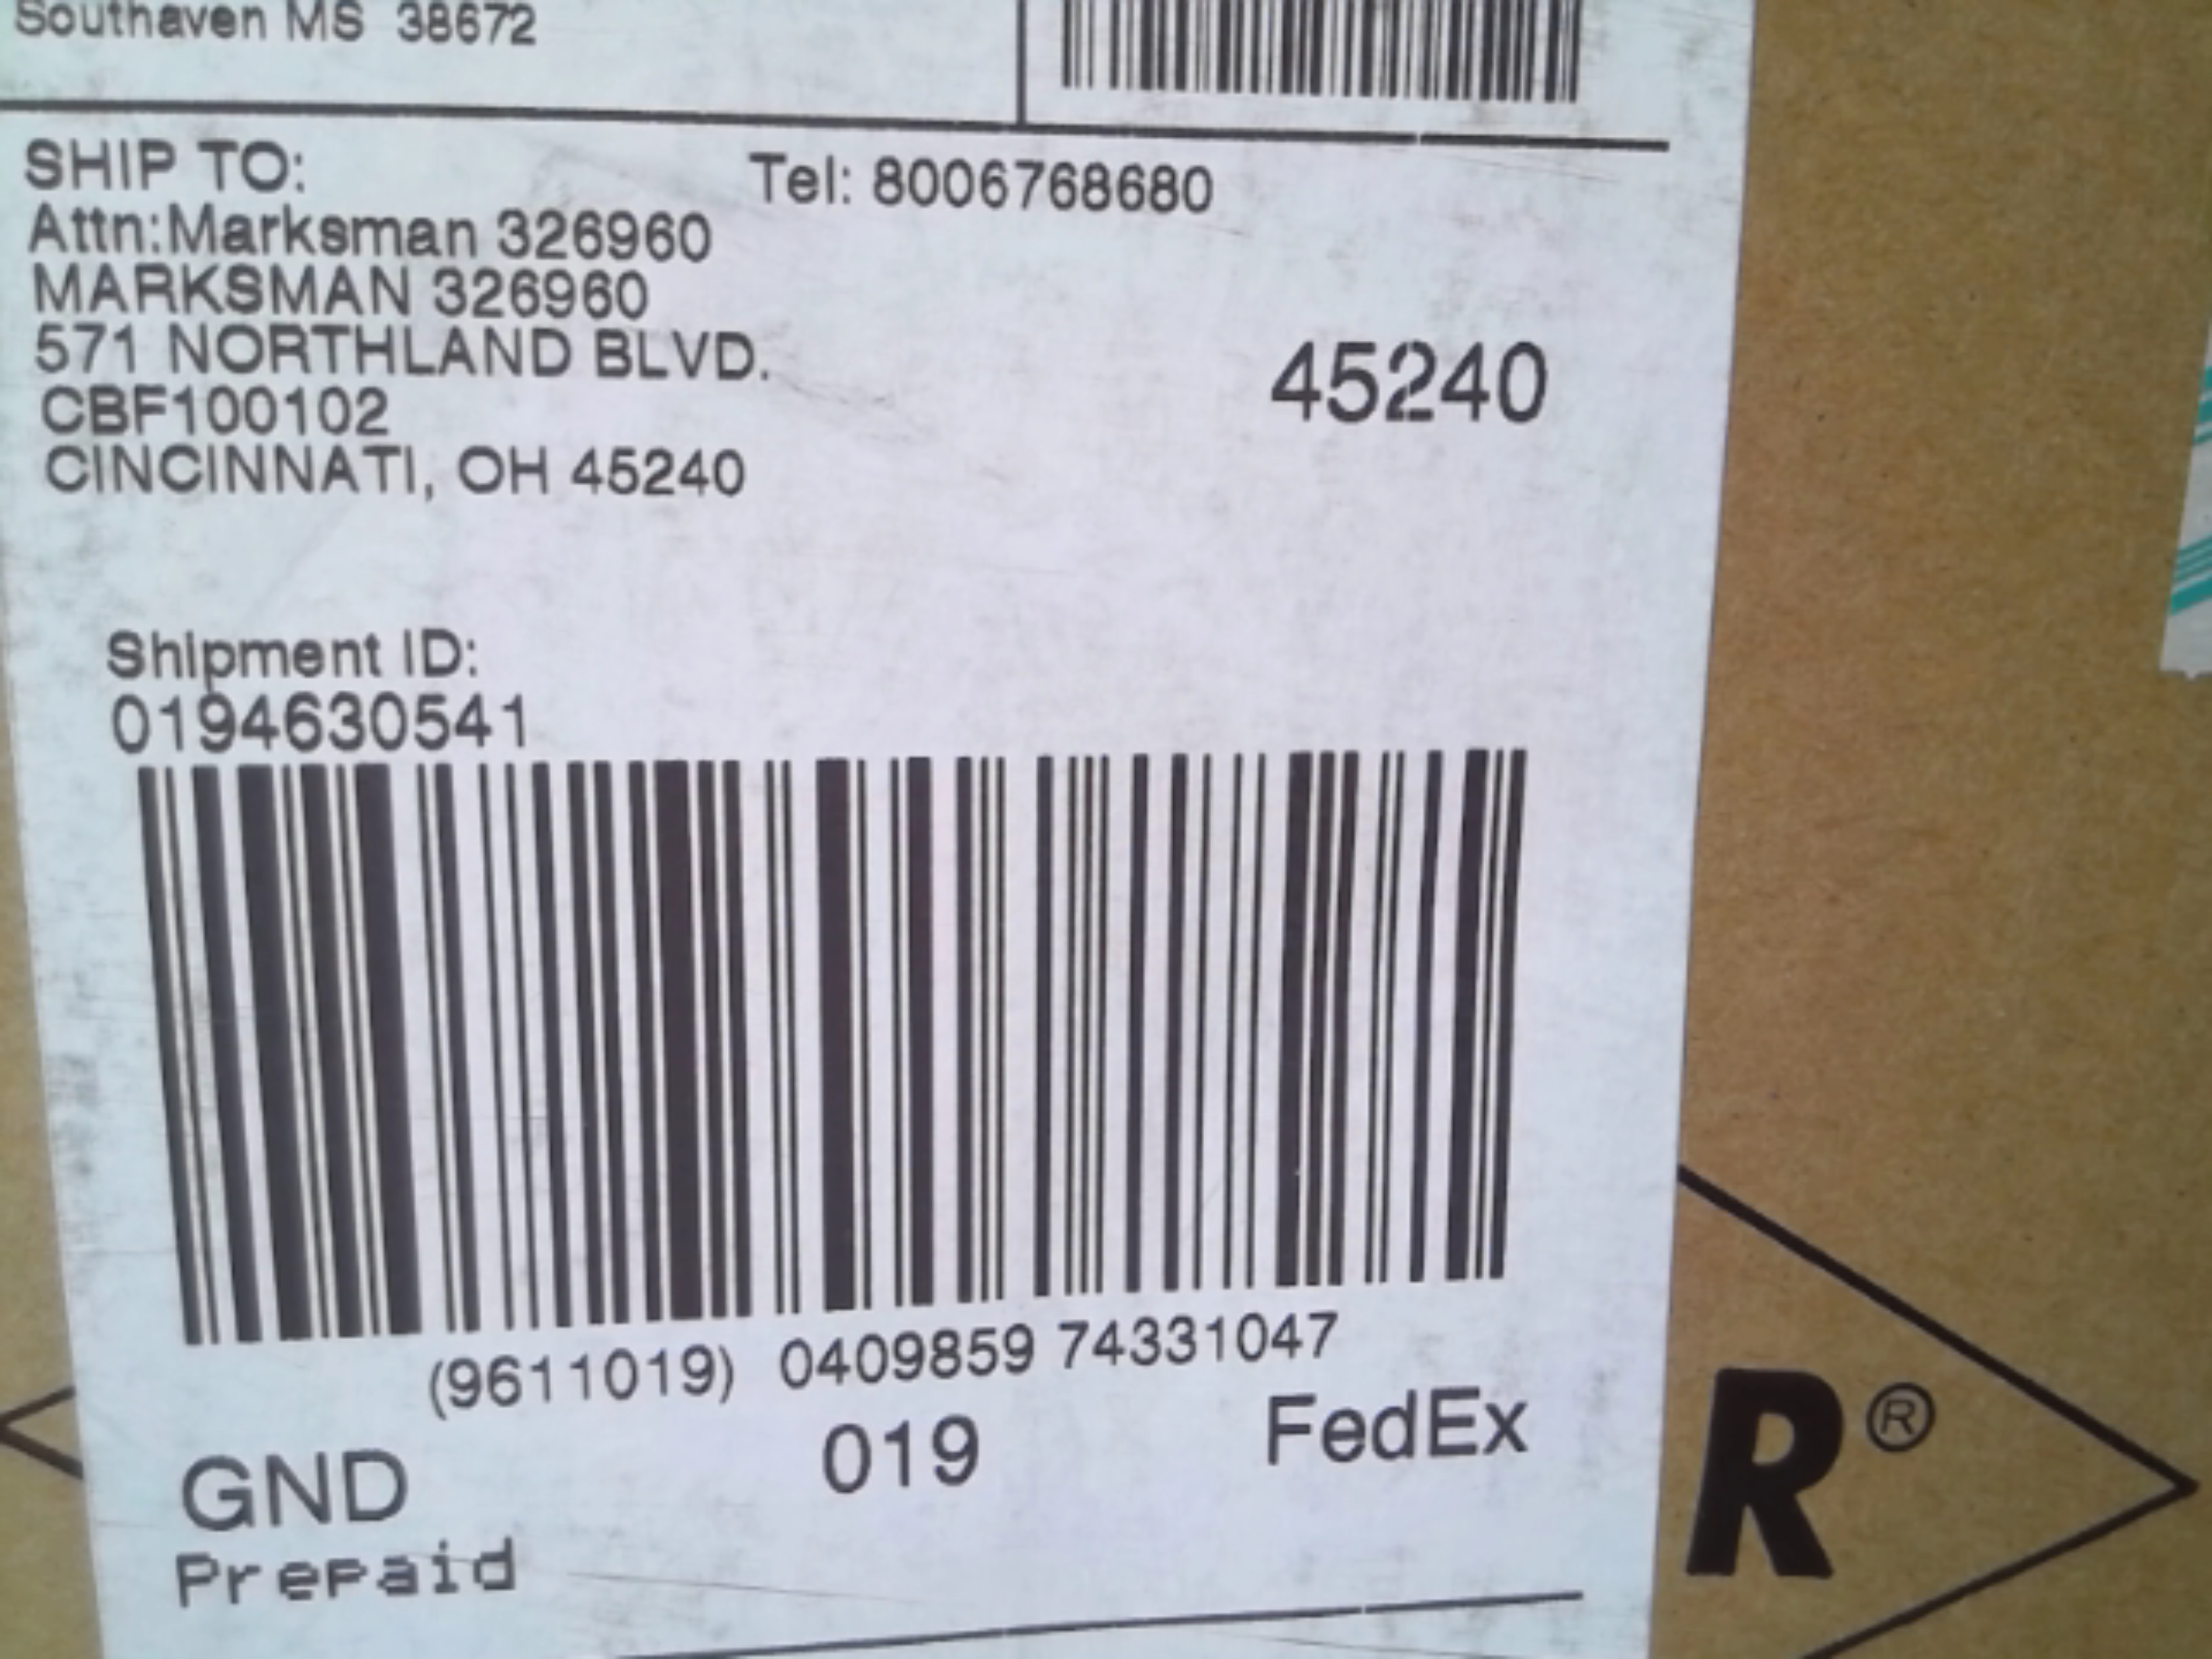 Southaven MS 38672
SHIP TO:
Tel: 8006768680
Attn:Marksman 326960
MARKSMAN 326960
571 NORTHLAND BLVD.
CBF100102
CINCINNATI, OH 45240
45240
Shipment ID:
0194630541
(9611019) 0409859 74331047
GND
019
FedEx
Prepaid
R®